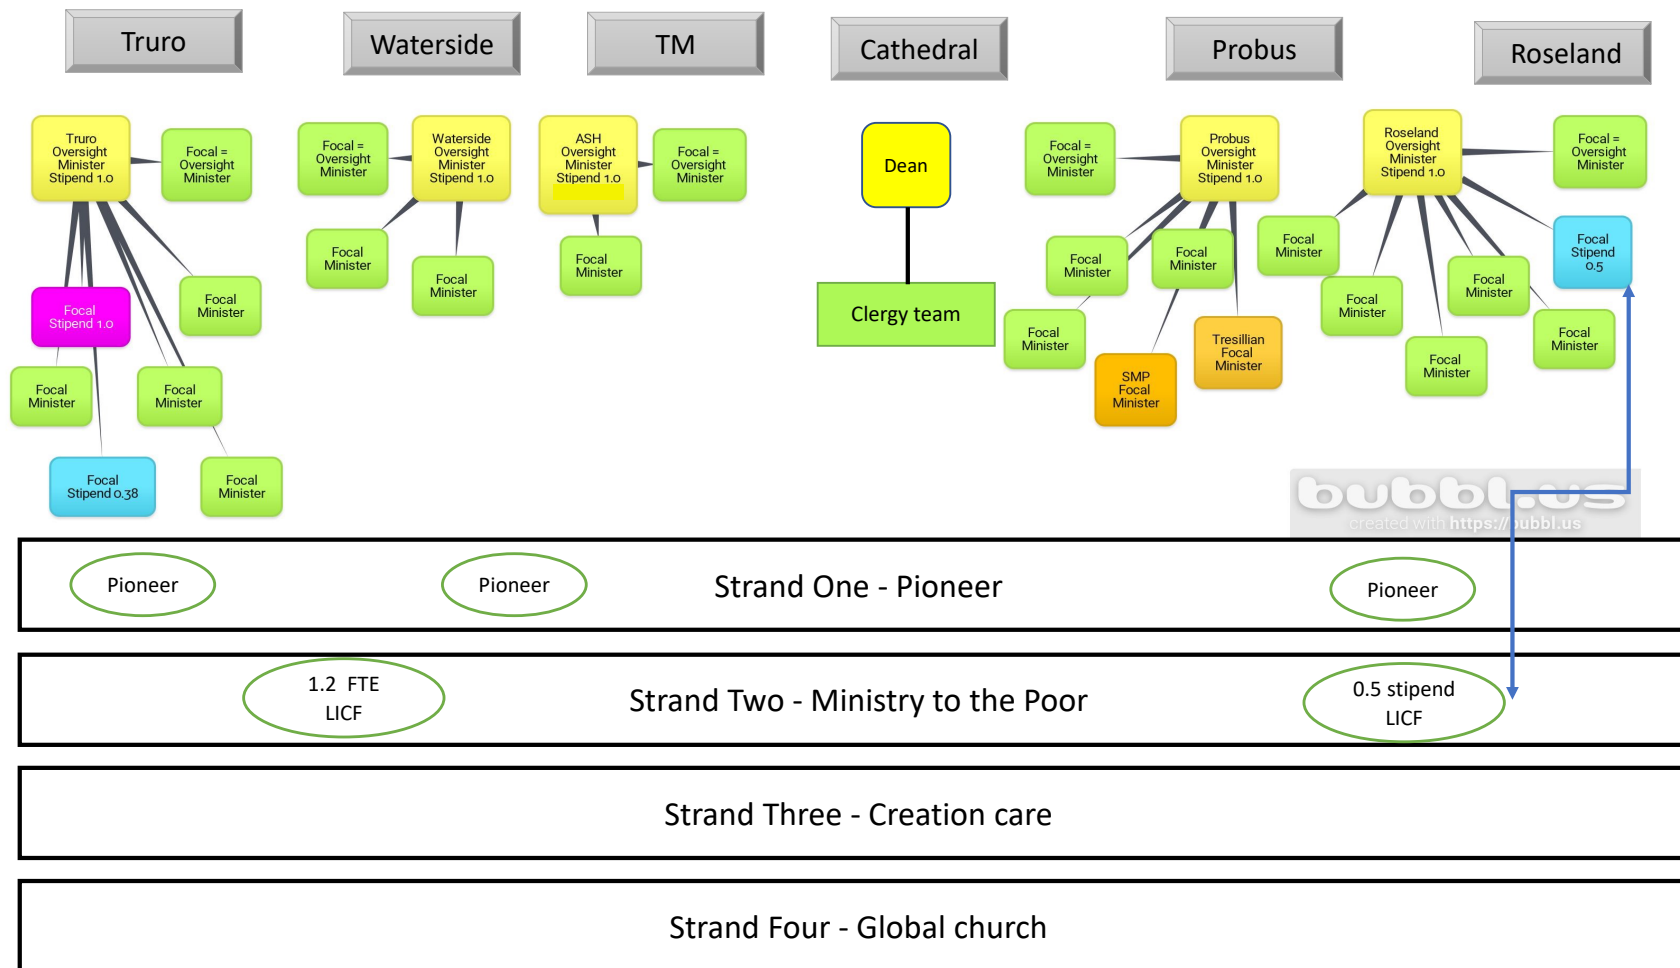 Truro
Waterside
TM
Cathedral
Probus
Roseland
Truro
Oversight
Minister
Stipend 1.0
Focal =
Oversight
Minister
Focal
Stipend 1.0
Focal
Minister
Focal
Minister
Focal
Minister
Focal
Stipend 0.38
Focal
Minister
Focal =
Oversight
Minister
Waterside
Oversight
Minister
Stipend 1.0
Focal
Minister
Focal
Minister
ASH
Oversight
Minister
Stipend 1.0
Focal =
Oversight
Minister
Focal
Minister
Dean
Clergy team
Focal =
Oversight
Minister
Probus
Oversight
Minister
Stipend 1.0
Focal
Minister
Focal
Minister
Focal
Minister
SMP
Focal
Minister
Tresillian
Focal
Minister
Roseland
Oversight
Minister
Stipend 1.0
Focal =
Oversight
Minister
Focal
Minister
Focal
Stipend
0.5
Focal
Minister
Focal
Minister
Focal
Minister
Focal
Minister
bubbl.us
created with https://bubbl.us
Pioneer
Pioneer
Strand One - Pioneer
Pioneer
1.2 FTE
LICF
Strand Two - Ministry to the Poor
0.5 stipend
LICF
Strand Three - Creation care
Strand Four - Global church